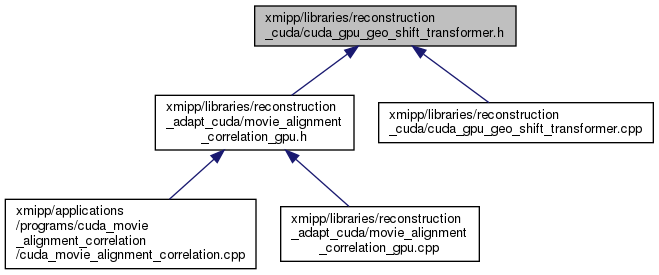 xmipp/libraries/reconstruction
_cuda/cuda_gpu_geo_shift_transformer.h
xmipp/libraries/reconstruction
_adapt_cuda/movie_alignment
_correlation_gpu.h
xmipp/libraries/reconstruction
_cuda/cuda_gpu_geo_shift_transformer.cpp
xmipp/applications
/programs/cuda_movie
_alignment_correlation
/cuda_movie_alignment_correlation.cpp
xmipp/libraries/reconstruction
_adapt_cuda/movie_alignment
_correlation_gpu.cpp